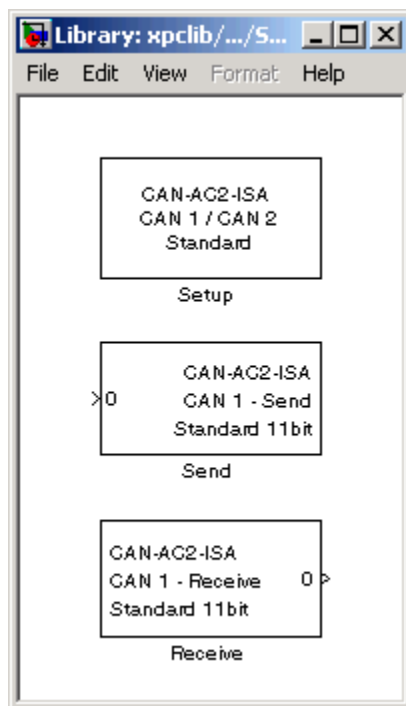 Library: xpclib/.../S...
File Edit View Format Help
CAN-AC2-ISA
CAN 1 / CAN 2
Standard
Setup
>0
CAN-AC2-ISA
CAN 1 - Send
Standard 11bit
Send
CAN-AC2-ISA
CAN 1 - Receive 0 >
Standard 11bit
Receive